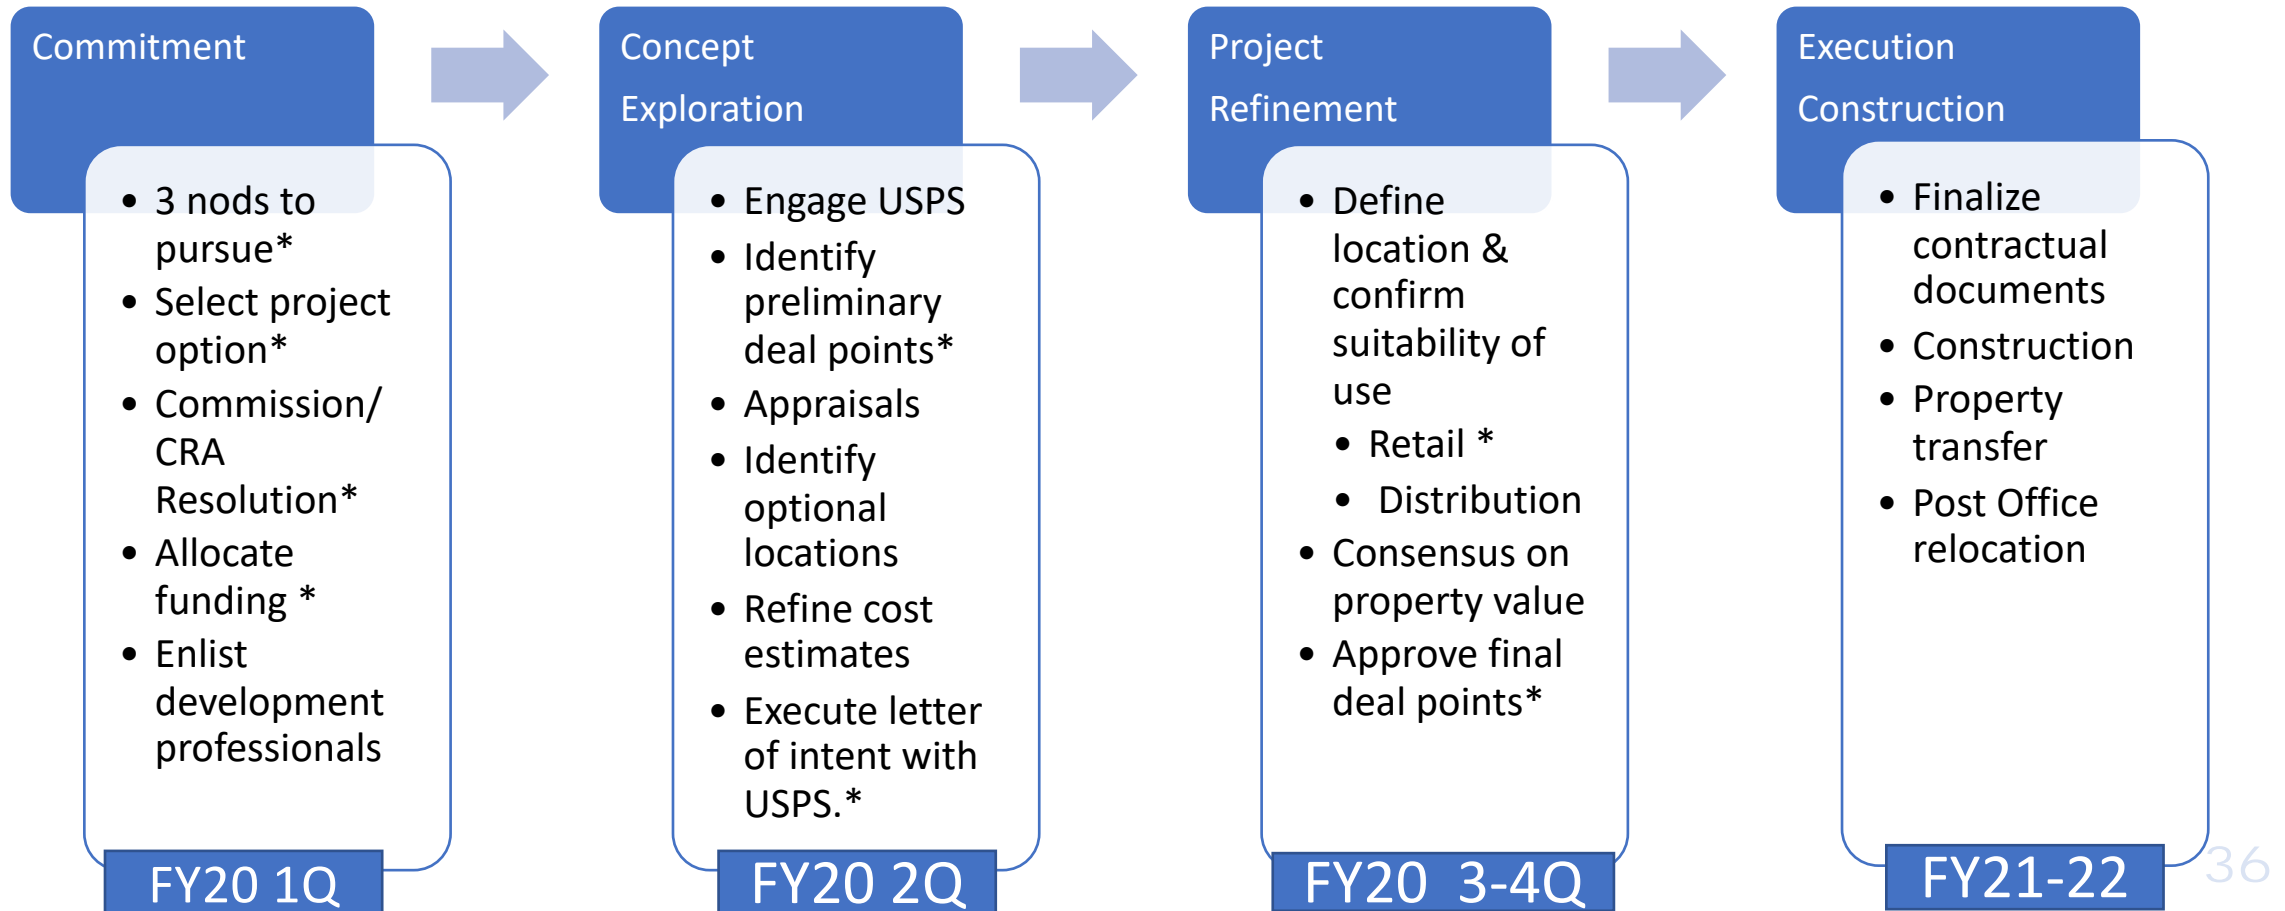 Commitment
• 3 nods to
pursue*
• Select project
option*
• Commission/
CRA
Resolution*
• Allocate
funding *
• Enlist
development
professionals
FY20 1Q
Concept
Exploration
• Engage USPS
• Identify
preliminary
deal points*
• Appraisals
• Identify
optional
locations
• Refine cost
estimates
• Execute letter
of intent with
USPS.*
FY20 2Q
Project
Refinement
• Define
location &
confirm
suitability of
use
• Retail *
• Distribution
• Consensus on
property value
• Approve final
deal points*
FY20 3-4Q
Execution
Construction
• Finalize
contractual
documents
• Construction
• Property
transfer
• Post Office
relocation
FY21-22
36